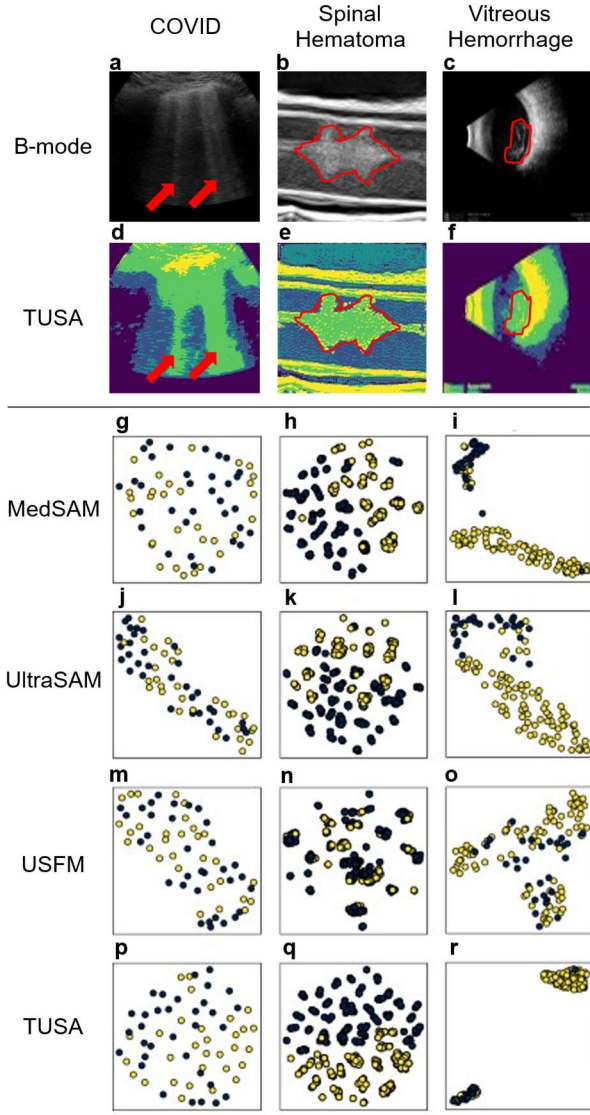 COVID
Spinal
Hematoma
Vitreous
Hemorrhage
a
b
c
B-mode
d
e
f
TUSA
g
h
i
MedSAM
j
k
l
UltraSAM
m
n
o
USFM
p
q
r
TUSA